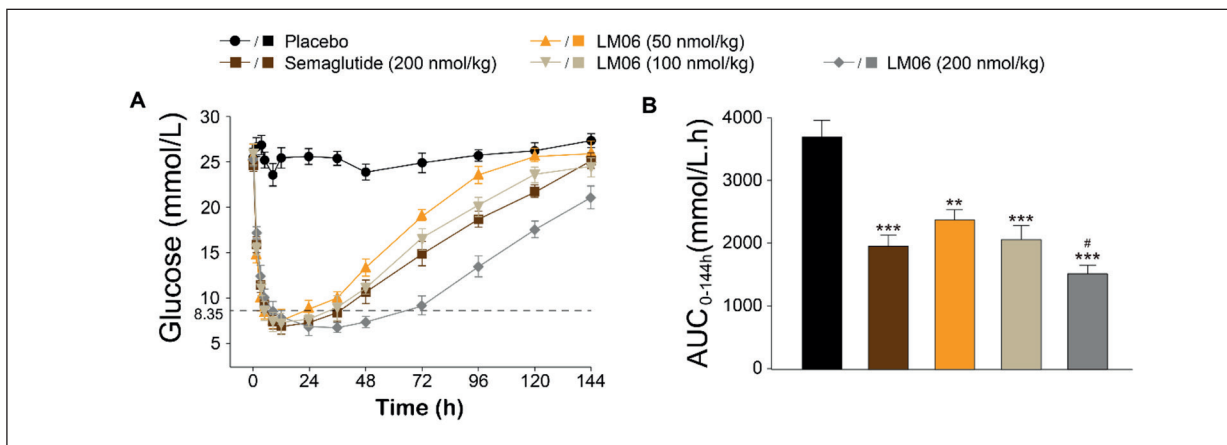 / Placebo / LM06 (50 nmol/kg)
/ Semaglutide (200 nmol/kg) / LM06 (100 nmol/kg) / LM06 (200 nmol/kg)
A
B
Glucose (mmol/L)
30
25
20
15
10
8.35
5
0 24 48 72 96 120 144
Time (h)
AUC0-144h(mmol/L.h)
4000
3000
2000
1000
0
***
**
***
#
***